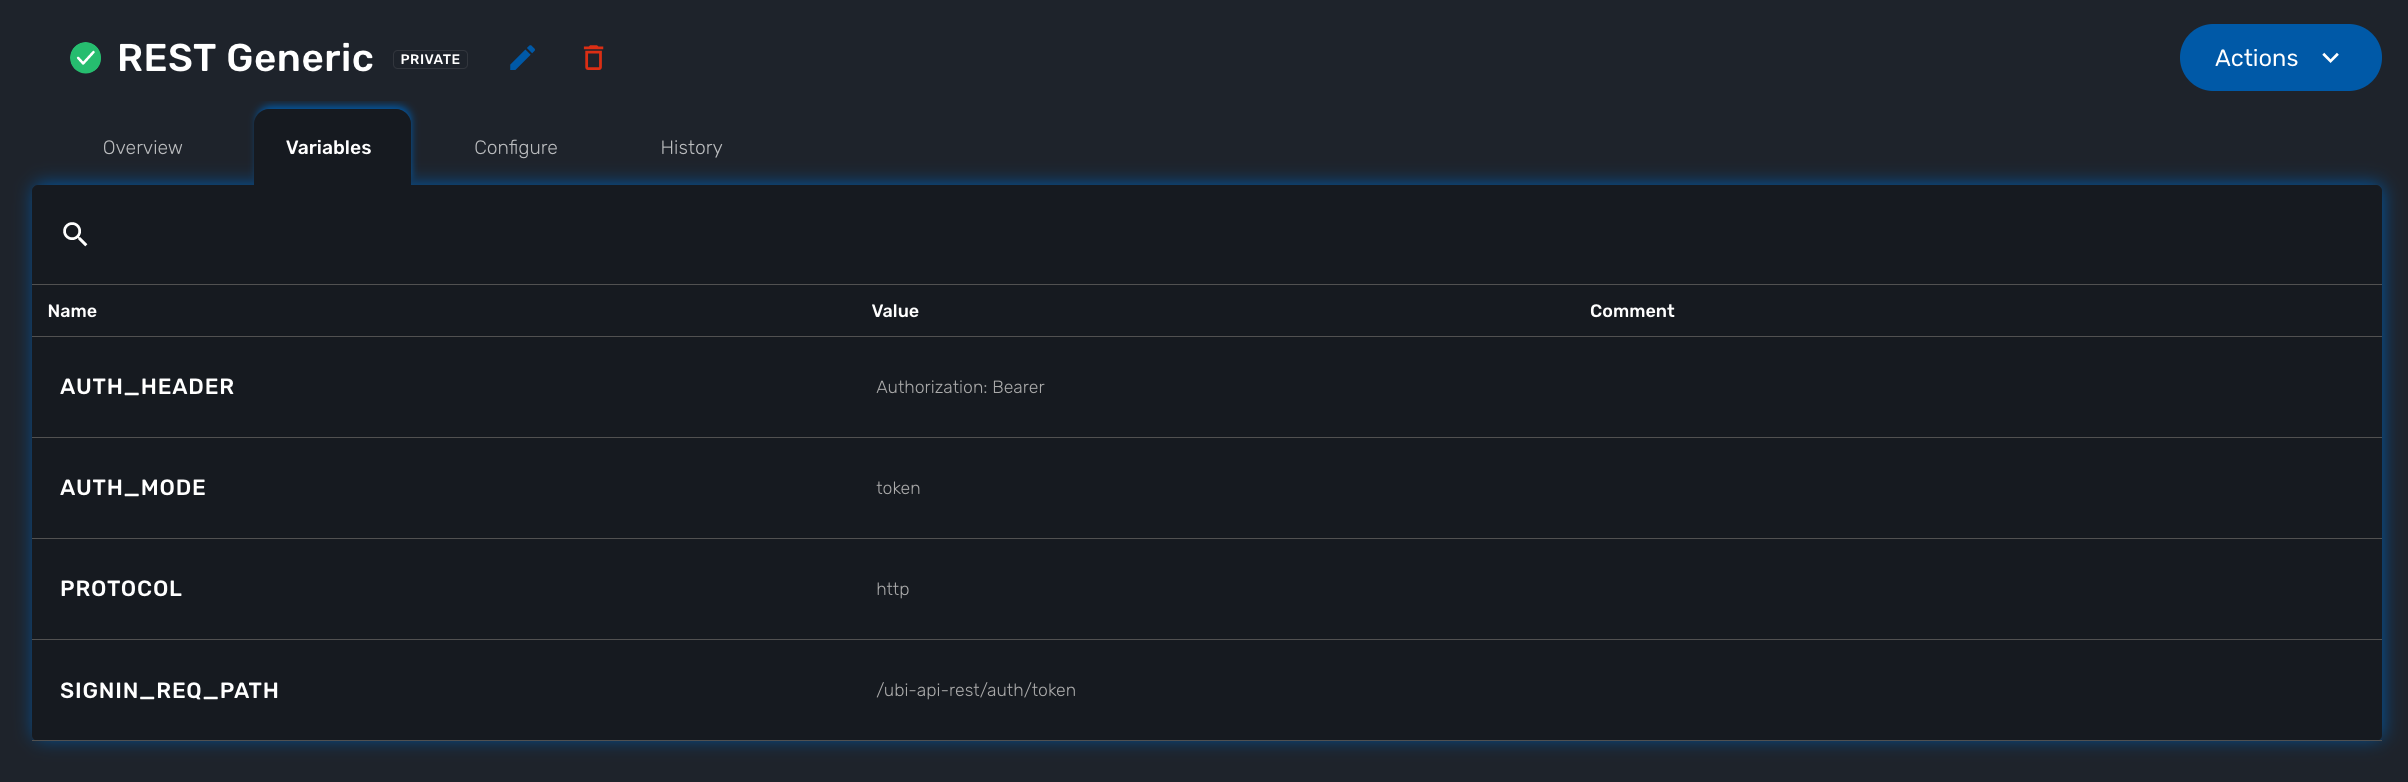 REST Generic PRIVATE
Actions
Overview Variables Configure History
Name Value Comment
AUTH_HEADER Authorization: Bearer
AUTH_MODE token
PROTOCOL http
SIGNIN_REQ_PATH /ubi-api-rest/auth/token